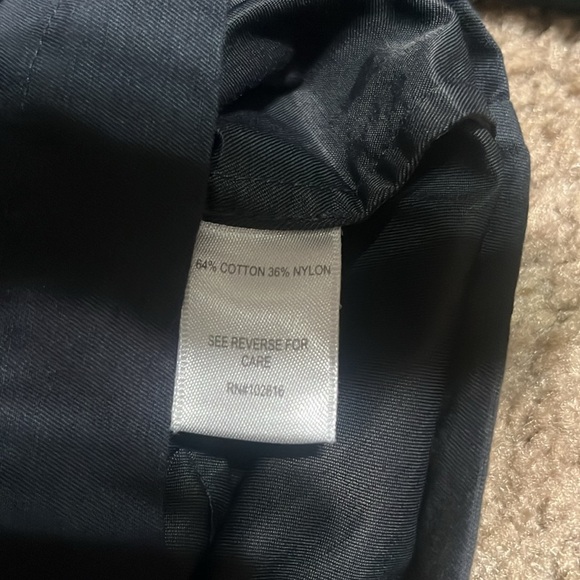 64% COTTON 36% NYLON
SEE REVERSE FOR
CARE
RN#102816